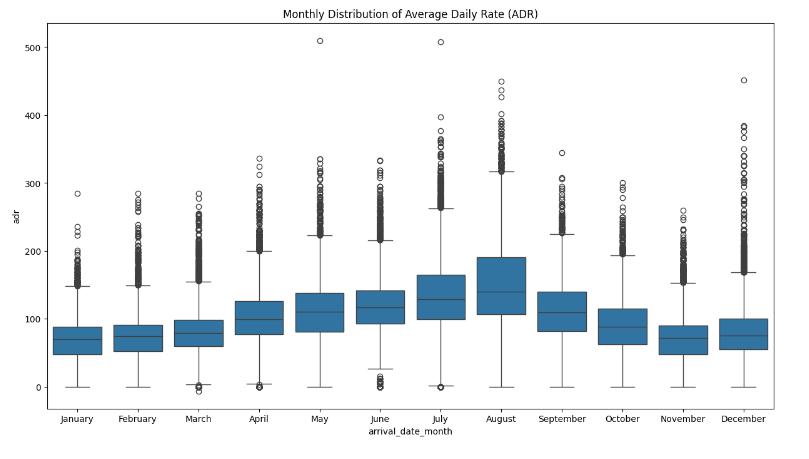 Monthly Distribution of Average Daily Rate (ADR)
500
400
300
200
100
0
adr
January February March April May June July August September October November December
arrival_date_month